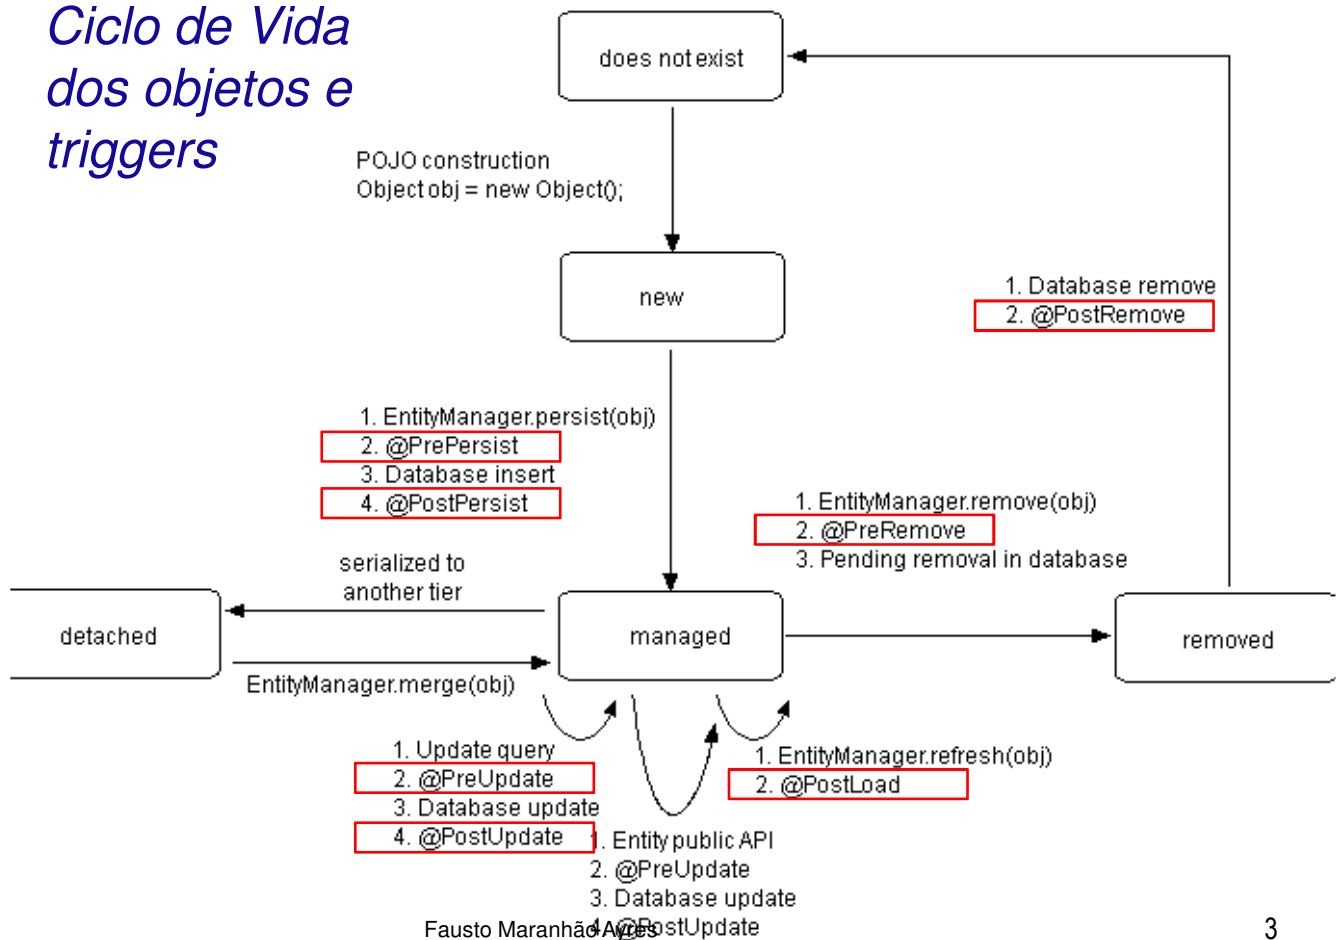 Ciclo de Vida
dos objetos e
triggers
does not exist
POJO construction
Object obj = new Object();
new
1. Database remove
2. @PostRemove
1. EntityManager.persist(obj)
2. @PrePersist
3. Database insert
4. @PostPersist
1. EntityManager.remove(obj)
2. @PreRemove
3. Pending removal in database
serialized to
another tier
detached
managed
removed
EntityManager.merge(obj)
1. Update query
2. @PreUpdate
3. Database update
4. @PostUpdate
1. EntityManager.refresh(obj)
2. @PostLoad
1. Entity public API
2. @PreUpdate
3. Database update
4. @PostUpdate
Fausto Maranhão Ayres
3